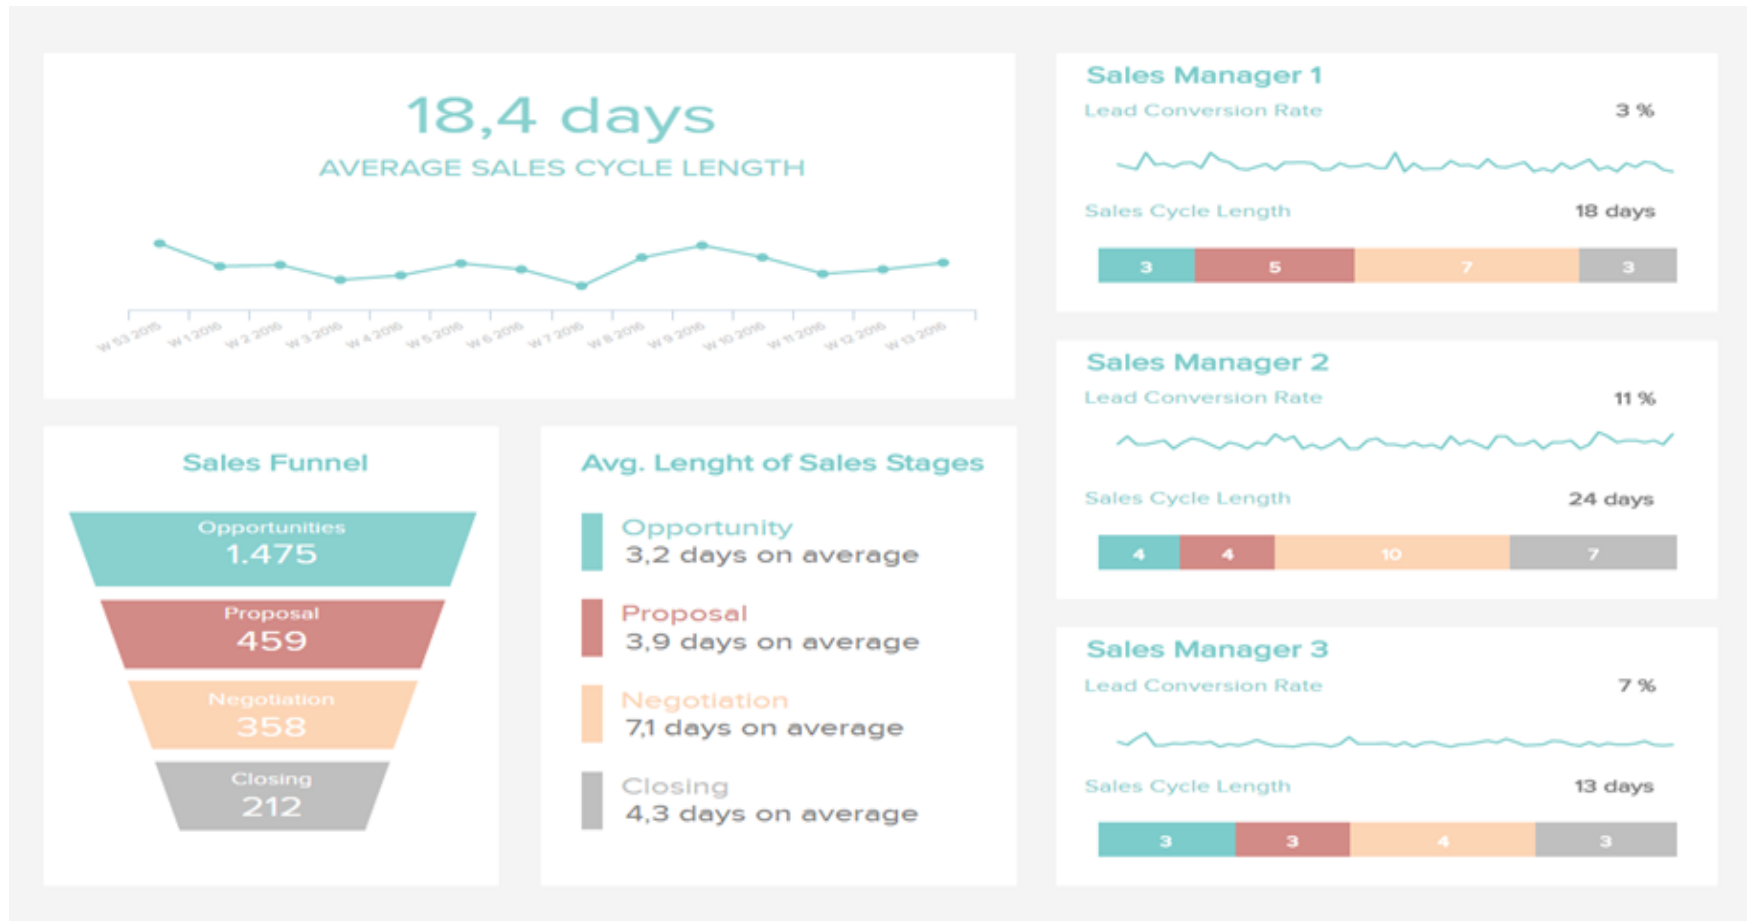 18,4 days
AVERAGE SALES CYCLE LENGTH
W 53 2015
W 1 2016
W 2 2016
W 3 2016
W 4 2016
W 5 2016
W 6 2016
W 7 2016
W 8 2016
W 9 2016
W 10 2016
W 11 2016
W 12 2016
W 13 2016
Sales Funnel
Opportunities
1.475
Proposal
459
Negotiation
358
Closing
212
Avg. Lenght of Sales Stages
Opportunity
3,2 days on average
Proposal
3,9 days on average
Negotiation
7,1 days on average
Closing
4,3 days on average
Sales Manager 1
Lead Conversion Rate 3 %
Sales Cycle Length 18 days
3 5 7 3
Sales Manager 2
Lead Conversion Rate 11 %
Sales Cycle Length 24 days
4 4 10 7
Sales Manager 3
Lead Conversion Rate 7 %
Sales Cycle Length 13 days
3 3 4 3